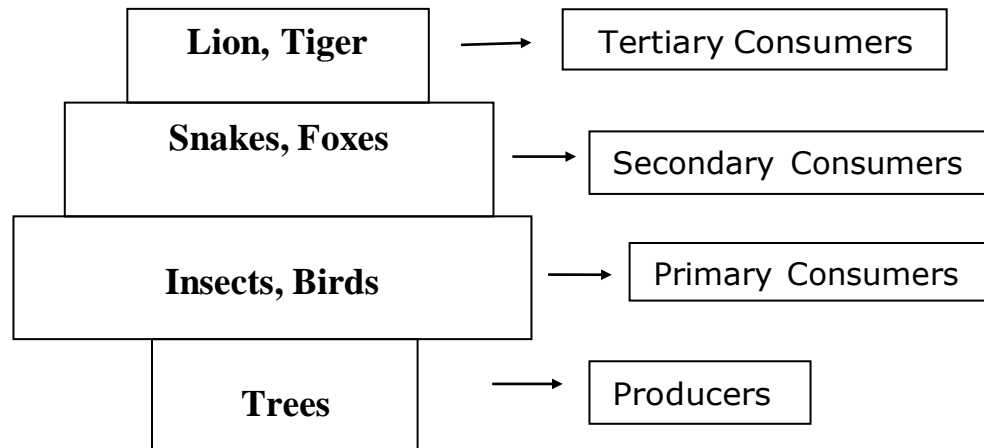 Lion, Tiger
Tertiary Consumers
Snakes, Foxes
Secondary Consumers
Insects, Birds
Primary Consumers
Trees
Producers